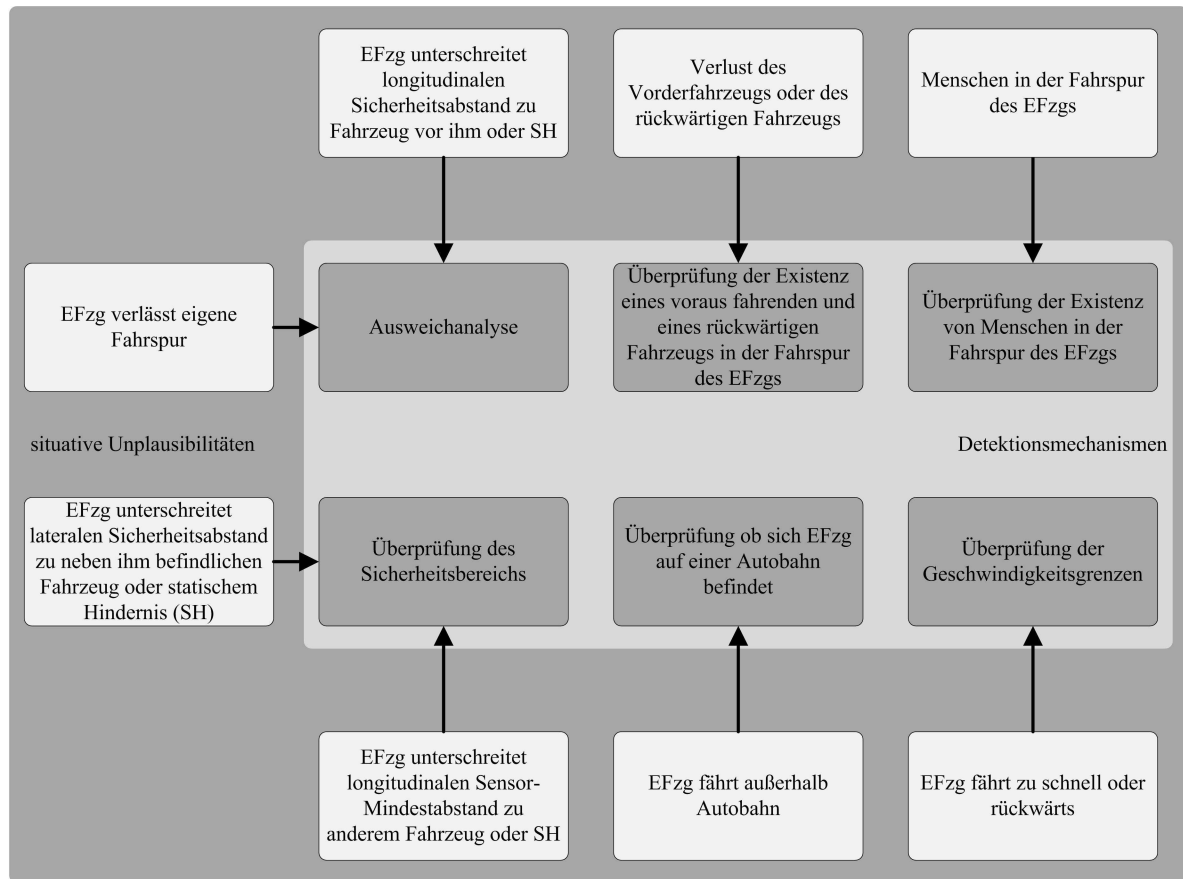 EFzg unterschreitet
longitudinalen
Sicherheitsabstand zu
Fahrzeug vor ihm oder SH
Verlust des
Vorderfahrzeugs oder des
rückwärtigen Fahrzeugs
Menschen in der Fahrspur
des EFzgs
EFzg verlässt eigene
Fahrspur
Ausweichanalyse
Überprüfung der Existenz
eines voraus fahrenden und
eines rückwärtigen
Fahrzeugs in der Fahrspur
des EFzgs
Überprüfung der Existenz
von Menschen in der
Fahrspur des EFzgs
situative Unplausibilitäten
Detektionsmechanismen
EFzg unterschreitet
lateralen Sicherheitsabstand
zu neben ihm befindlichen
Fahrzeug oder statischem
Hindernis (SH)
Überprüfung des
Sicherheitsbereichs
Überprüfung ob sich EFzg
auf einer Autobahn
befindet
Überprüfung der
Geschwindigkeitsgrenzen
EFzg unterschreitet
longitudinalen Sensor-
Mindestabstand zu
anderem Fahrzeug oder SH
EFzg fährt außerhalb
Autobahn
EFzg fährt zu schnell oder
rückwärts